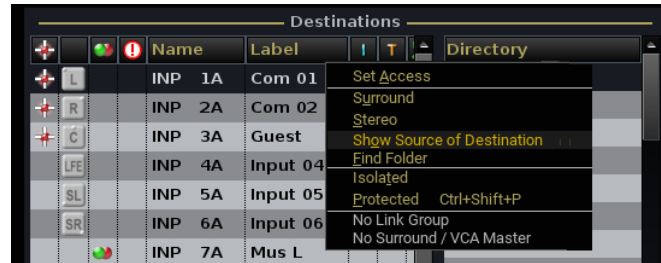 Destinations
! Name Label I T Directory
L INP 1A Com 01
R INP 2A Com 02
C INP 3A Guest
LFE INP 4A Input 04
SL INP 5A Input 05
SR INP 6A Input 06
INP 7A Mus L
Set Access
Surround
Stereo
Show Source of Destination
Find Folder
Isolated
Protected Ctrl+Shift+P
No Link Group
No Surround / VCA Master